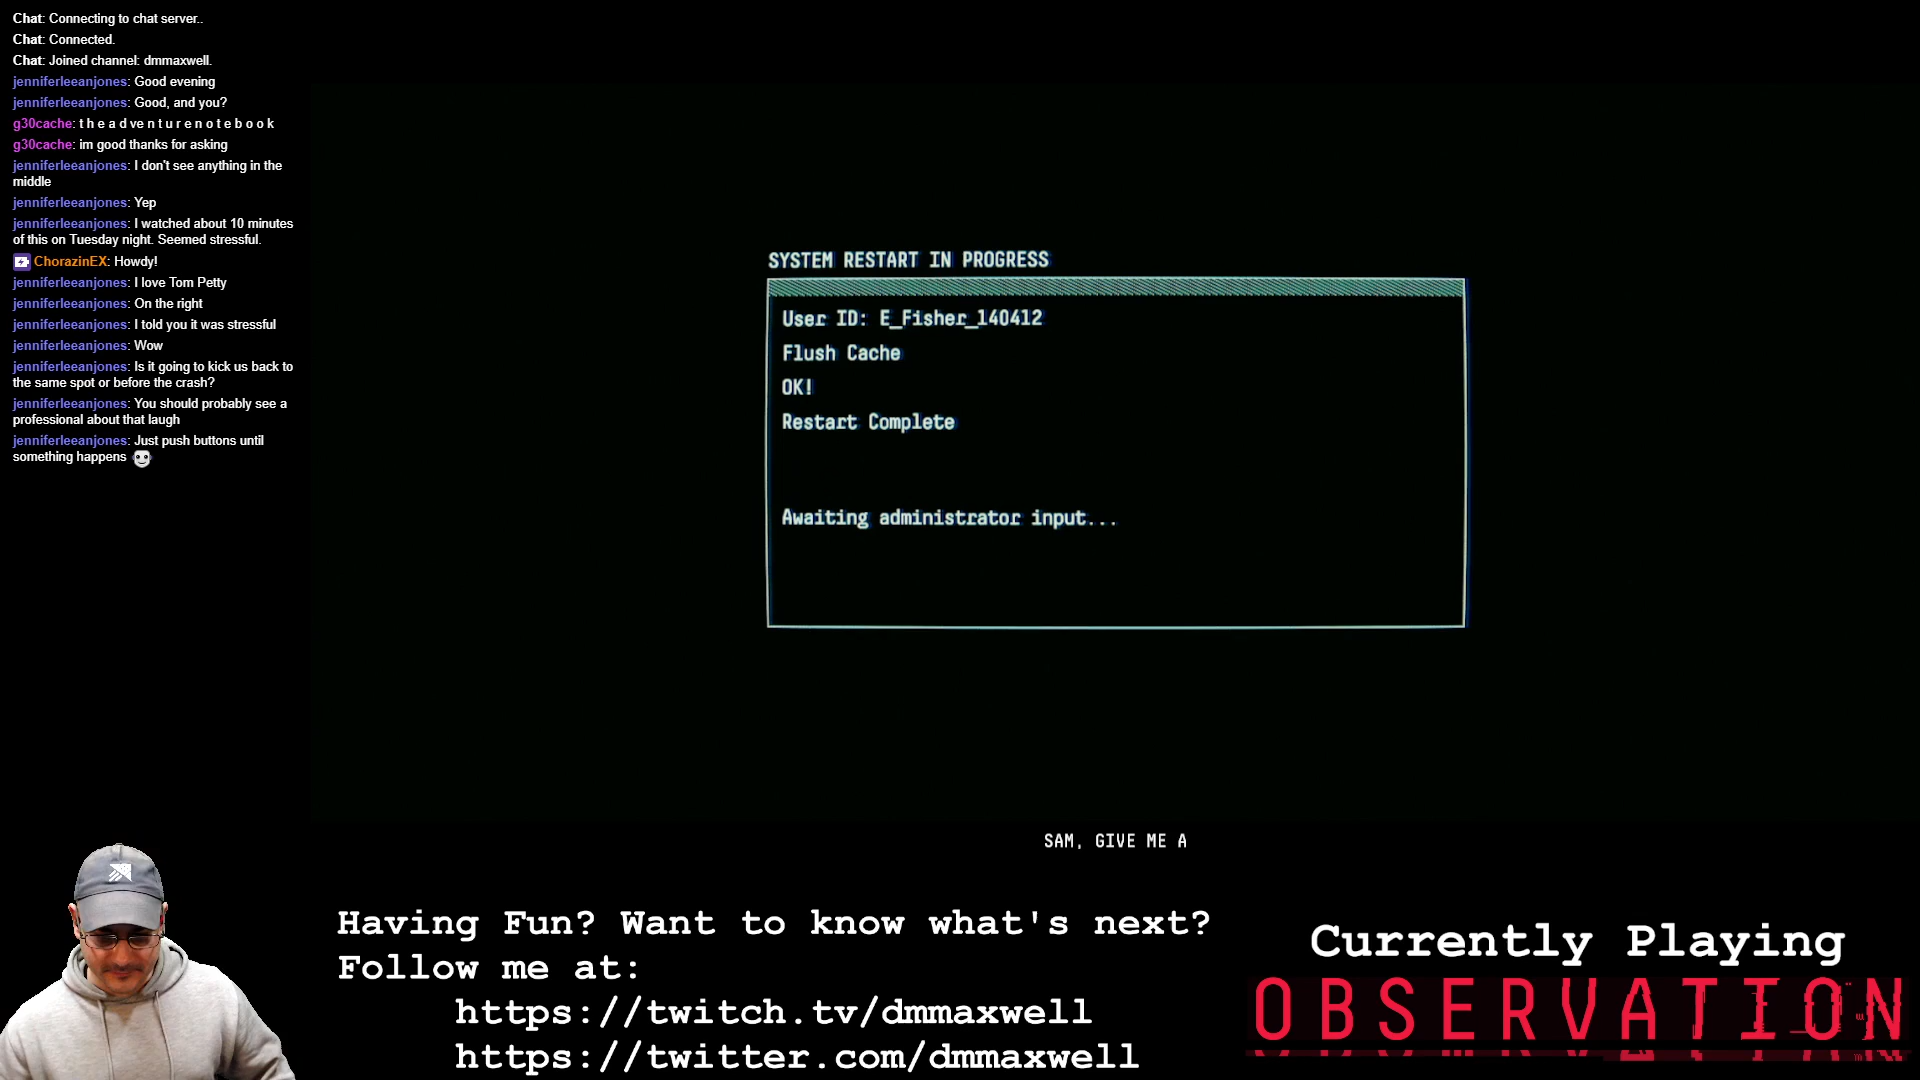 Chat: Connecting to chat server..
Chat: Connected.
Chat: Joined channel: dmmaxwell.
jenniferleeanjones: Good evening
jenniferleeanjones: Good, and you?
g30cache: t h e a d ve n t u r e n o t e b o o k
g30cache: im good thanks for asking
jenniferleeanjones: I don't see anything in the
middle
jenniferleeanjones: Yep
jenniferleeanjones: I watched about 10 minutes
of this on Tuesday night. Seemed stressful.
ChorazinEX: Howdy!
jenniferleeanjones: I love Tom Petty
jenniferleeanjones: On the right
jenniferleeanjones: I told you it was stressful
jenniferleeanjones: Wow
jenniferleeanjones: Is it going to kick us back to
the same spot or before the crash?
jenniferleeanjones: You should probably see a
professional about that laugh
jenniferleeanjones: Just push buttons until
something happens
SYSTEM RESTART IN PROGRESS
User ID: E_Fisher_140412
Flush Cache
OK!
Restart Complete
Awaiting administrator input...
SAM, GIVE ME A
Having Fun? Want to know what's next?
Follow me at:
https://twitch.tv/dmmaxwell
https://twitter.com/dmmaxwell
Currently Playing
OBSERVATION